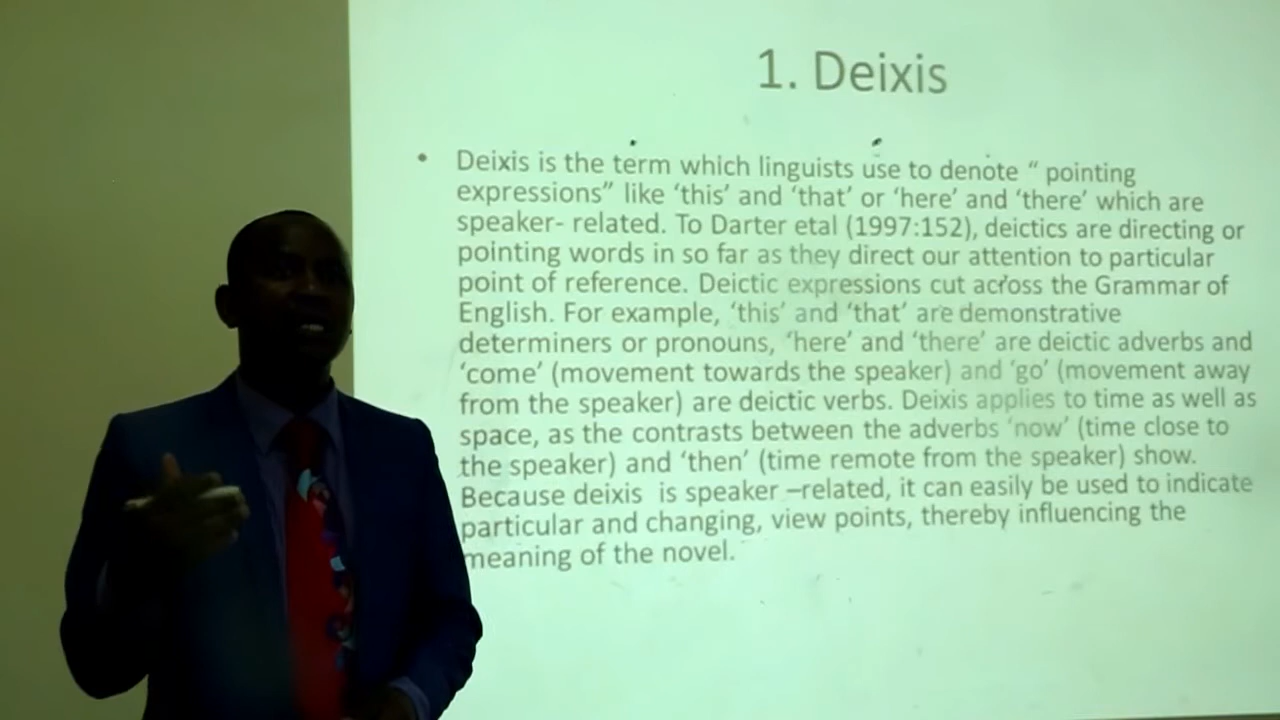 1. Deixis
• Deixis is the term which linguists use to denote “ pointing
expressions” like ‘this’ and ‘that’ or ‘here’ and ‘there’ which are
speaker- related. To Darter etal (1997:152), deictics are directing or
pointing words in so far as they direct our attention to particular
point of reference. Deictic expressions cut across the Grammar of
English. For example, ‘this’ and ‘that’ are demonstrative
determiners or pronouns, ‘here’ and ‘there’ are deictic adverbs and
‘come’ (movement towards the speaker) and ‘go’ (movement away
from the speaker) are deictic verbs. Deixis applies to time as well as
space, as the contrasts between the adverbs ‘now’ (time close to
the speaker) and ‘then’ (time remote from the speaker) show.
Because deixis is speaker –related, it can easily be used to indicate
particular and changing, view points, thereby influencing the
meaning of the novel.